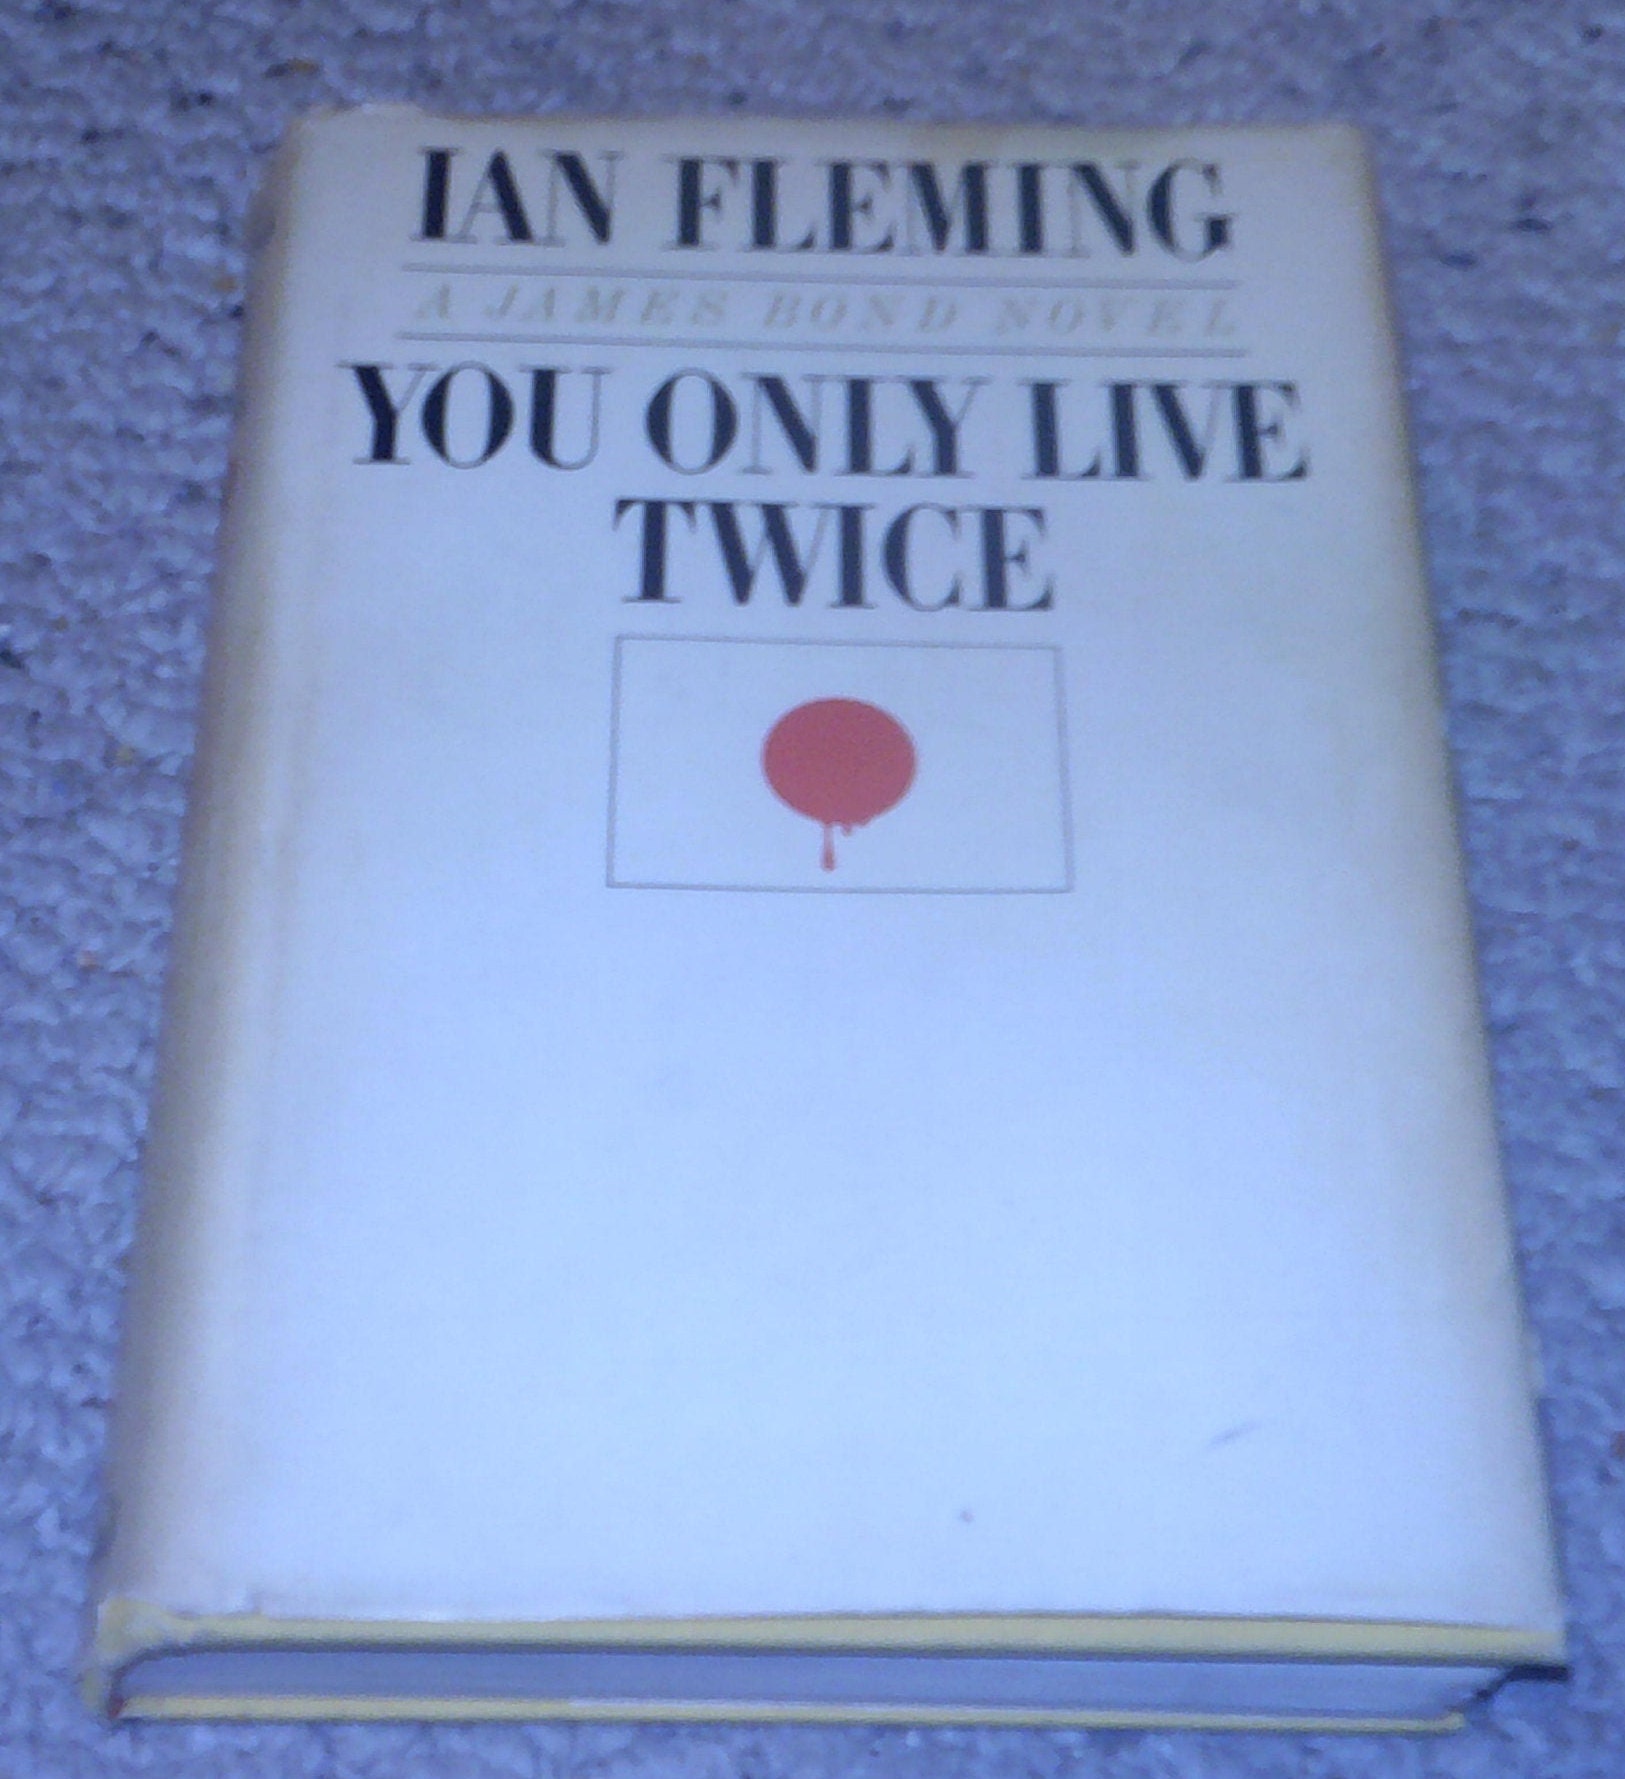 IAN FLEMING
A JAMES BOND NOVEL
YOU ONLY LIVE
TWICE